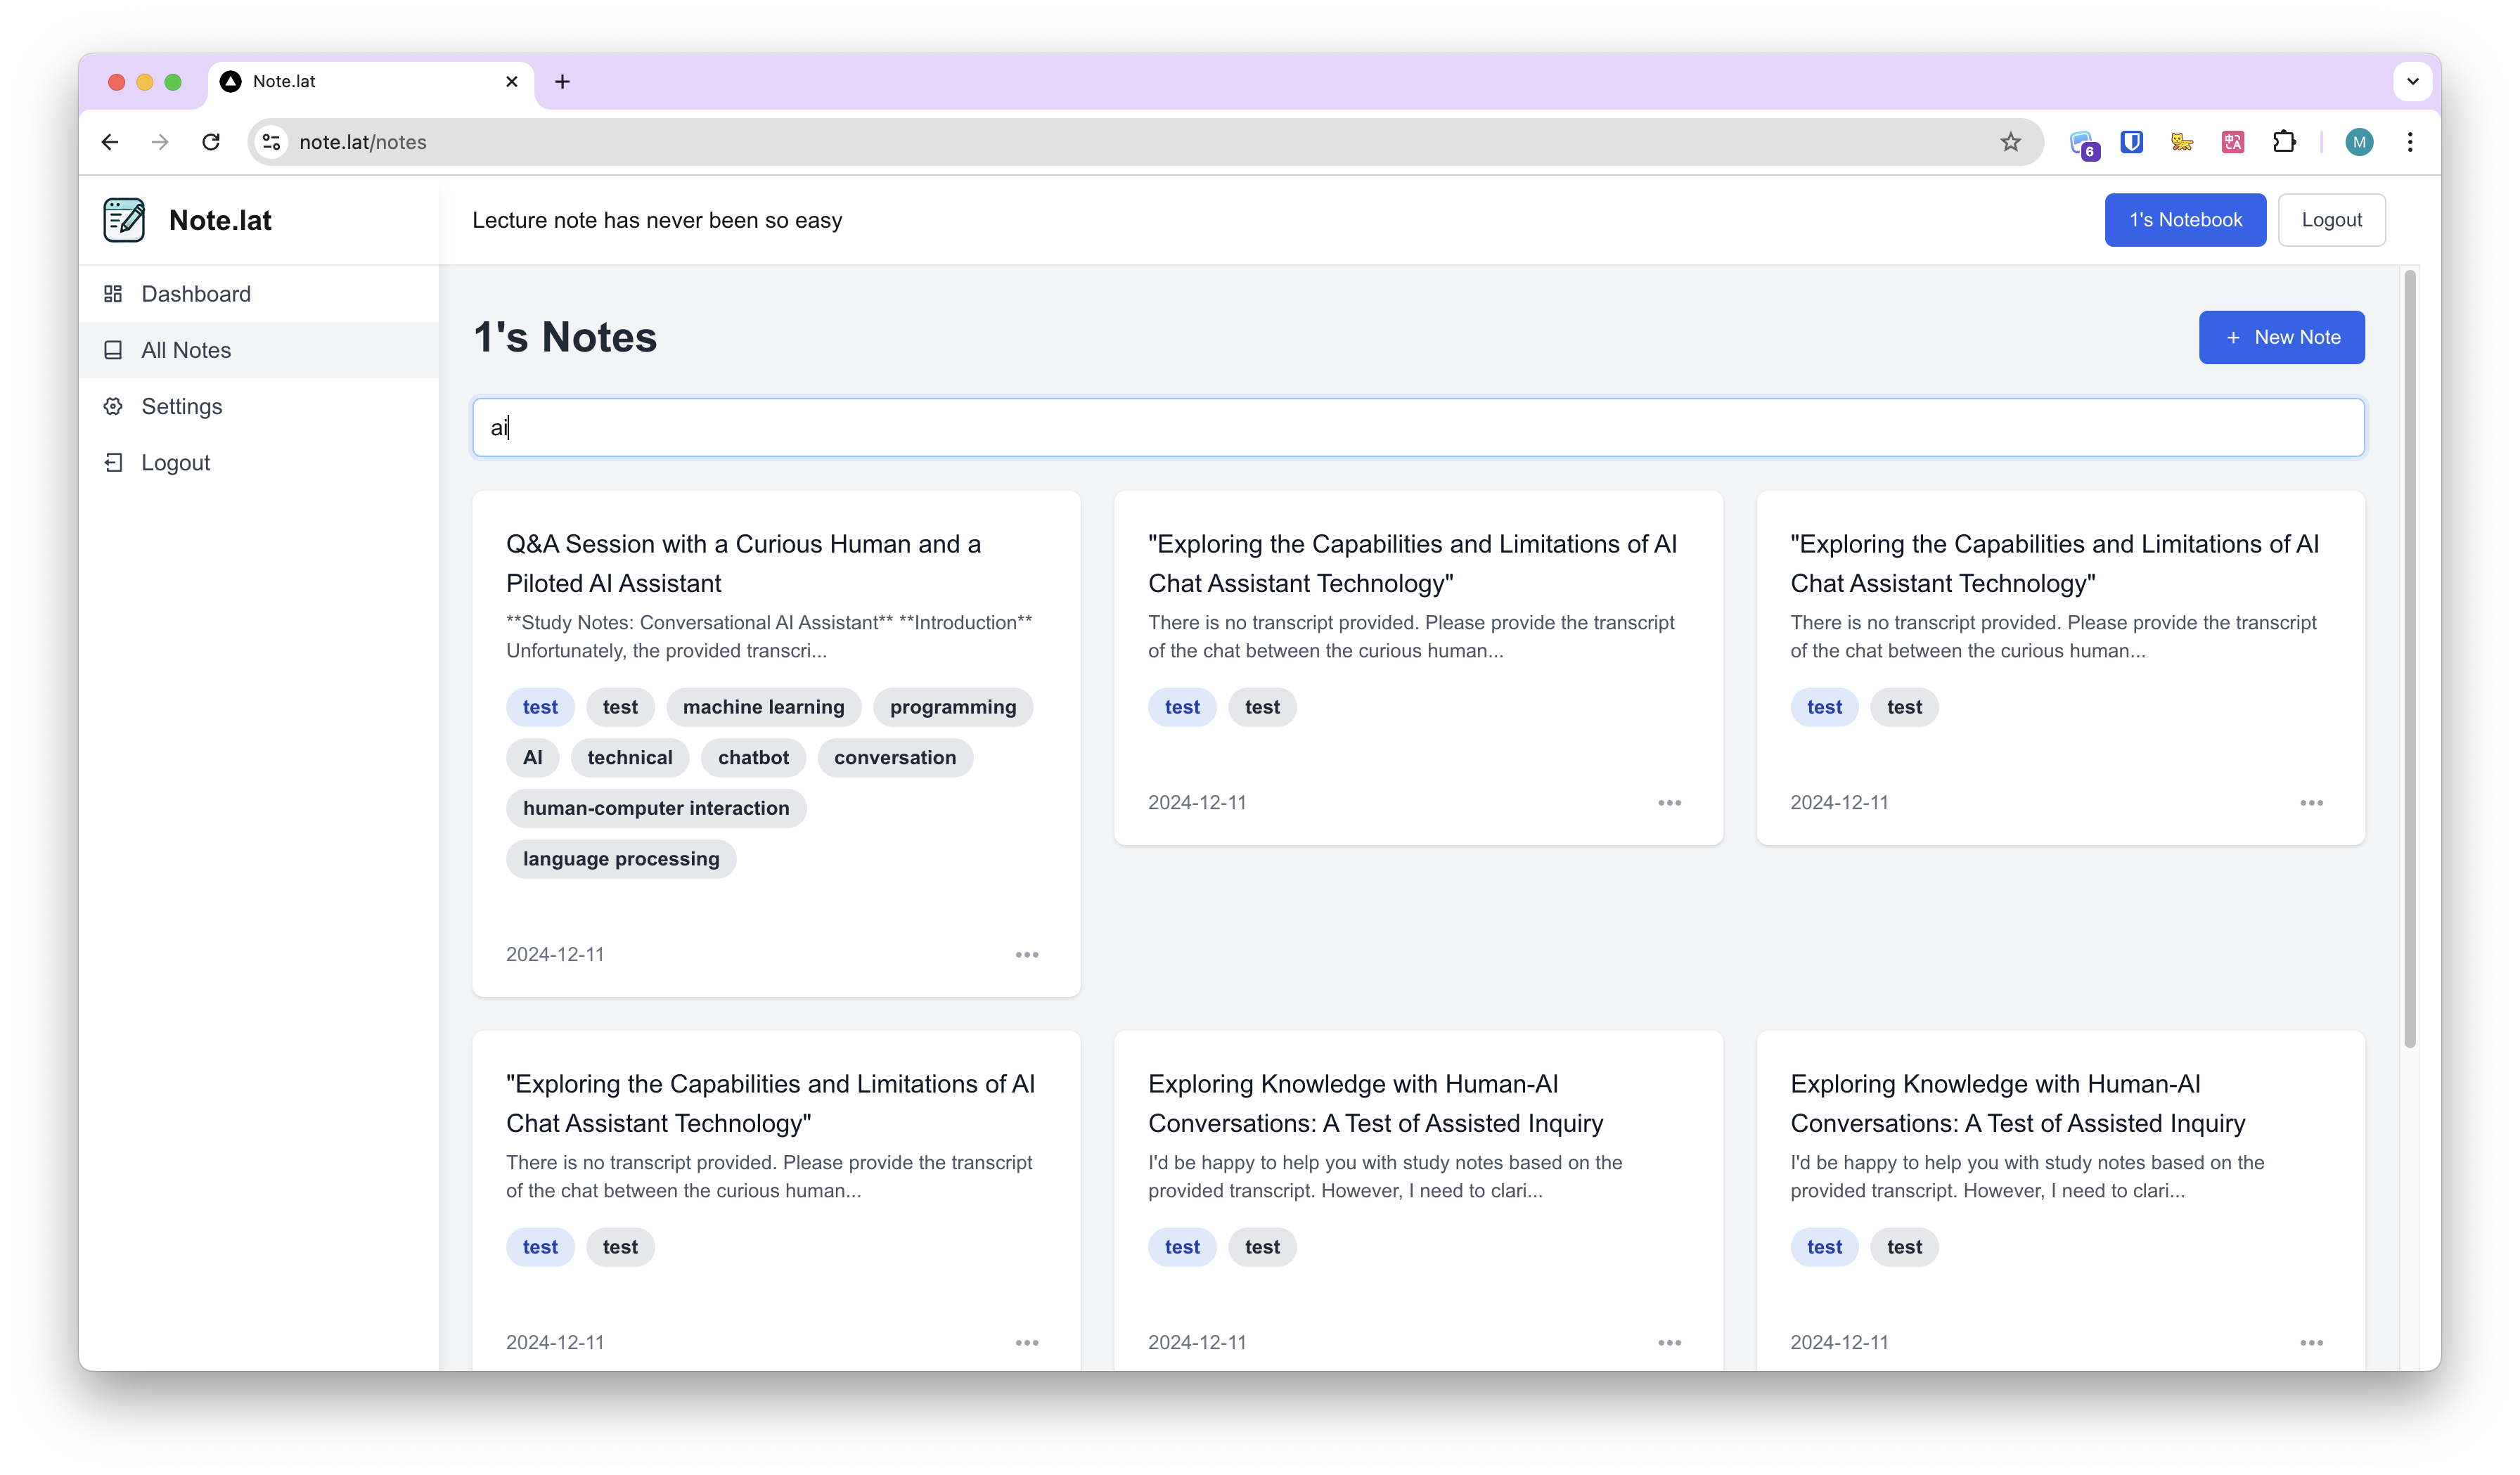 Note.lat
note.lat/notes
6
M
Note.lat
Lecture note has never been so easy
1's Notebook
Logout
Dashboard
All Notes
Settings
Logout
1's Notes
+ New Note
ai
Q&A Session with a Curious Human and a
Piloted AI Assistant
**Study Notes: Conversational AI Assistant** **Introduction**
Unfortunately, the provided transcri...
test test machine learning programming
AI technical chatbot conversation
human-computer interaction
language processing
2024-12-11
"Exploring the Capabilities and Limitations of AI
Chat Assistant Technology"
There is no transcript provided. Please provide the transcript
of the chat between the curious human...
test test
2024-12-11
"Exploring the Capabilities and Limitations of AI
Chat Assistant Technology"
There is no transcript provided. Please provide the transcript
of the chat between the curious human...
test test
2024-12-11
"Exploring the Capabilities and Limitations of AI
Chat Assistant Technology"
There is no transcript provided. Please provide the transcript
of the chat between the curious human...
test test
2024-12-11
Exploring Knowledge with Human-AI
Conversations: A Test of Assisted Inquiry
I'd be happy to help you with study notes based on the
provided transcript. However, I need to clari...
test test
2024-12-11
Exploring Knowledge with Human-AI
Conversations: A Test of Assisted Inquiry
I'd be happy to help you with study notes based on the
provided transcript. However, I need to clari...
test test
2024-12-11